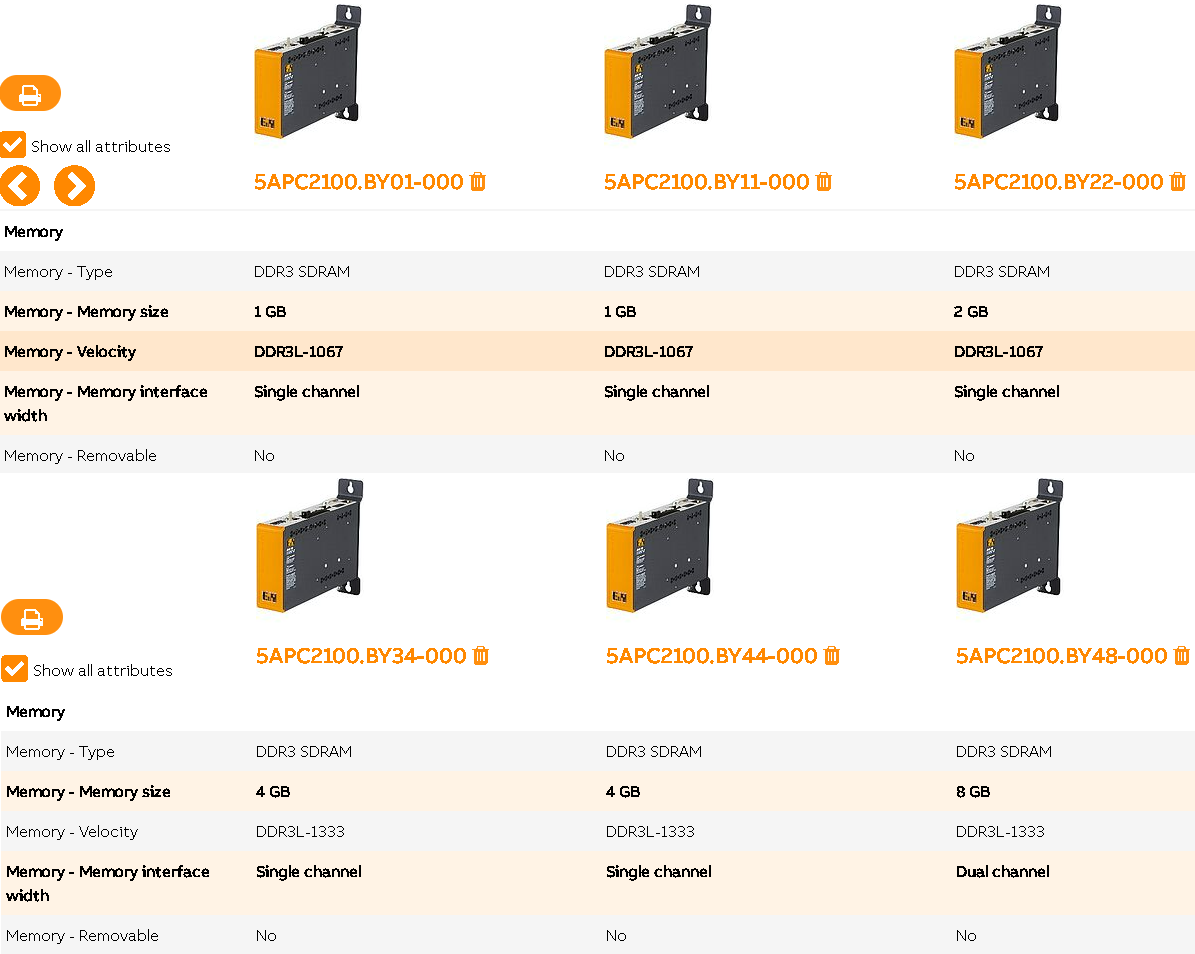 Show all attributes
5APC2100.BY01-000 5APC2100.BY11-000 5APC2100.BY22-000
Memory
Memory - Type DDR3 SDRAM DDR3 SDRAM DDR3 SDRAM
Memory - Memory size 1 GB 1 GB 2 GB
Memory - Velocity DDR3L-1067 DDR3L-1067 DDR3L-1067
Memory - Memory interface Single channel Single channel Single channel
width
Memory - Removable No No No
Show all attributes
5APC2100.BY34-000 5APC2100.BY44-000 5APC2100.BY48-000
Memory
Memory - Type DDR3 SDRAM DDR3 SDRAM DDR3 SDRAM
Memory - Memory size 4 GB 4 GB 8 GB
Memory - Velocity DDR3L-1333 DDR3L-1333 DDR3L-1333
Memory - Memory interface Single channel Single channel Dual channel
width
Memory - Removable No No No